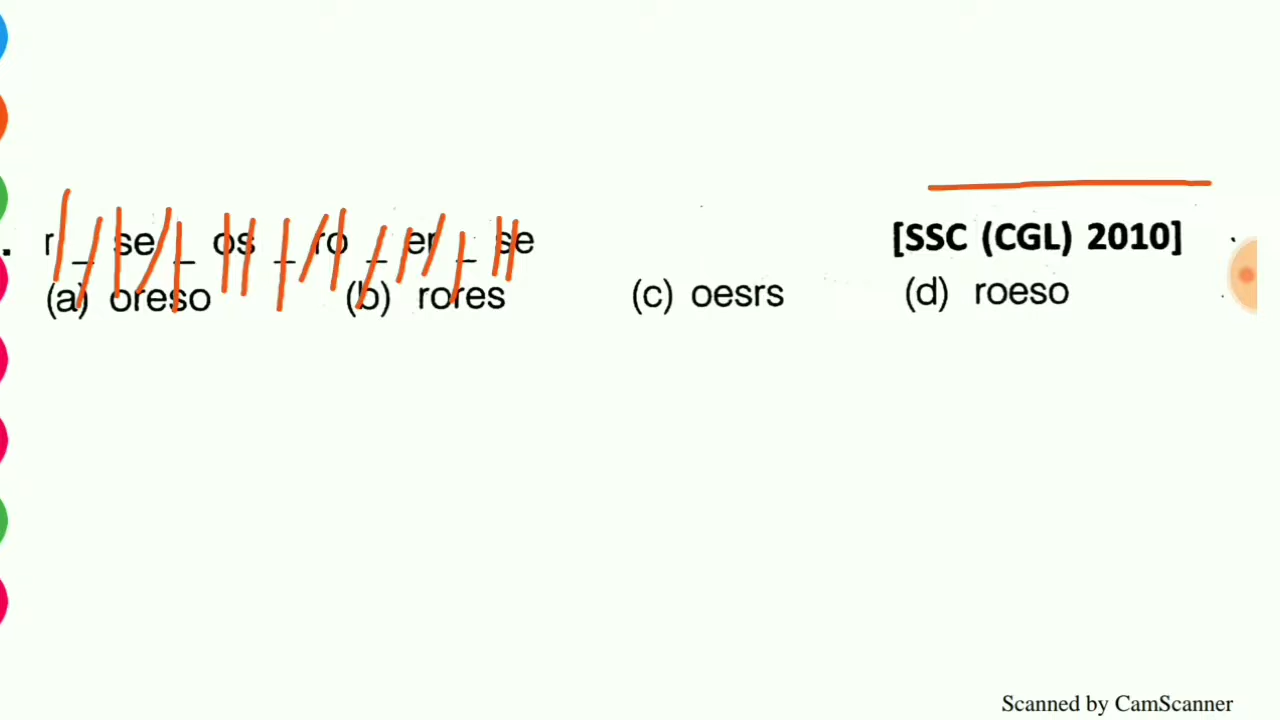 . r _ se _ os _ ro _ er _ se [SSC (CGL) 2010]
(a) oreso (b) rores (c) oesrs (d) roeso
Scanned by CamScanner